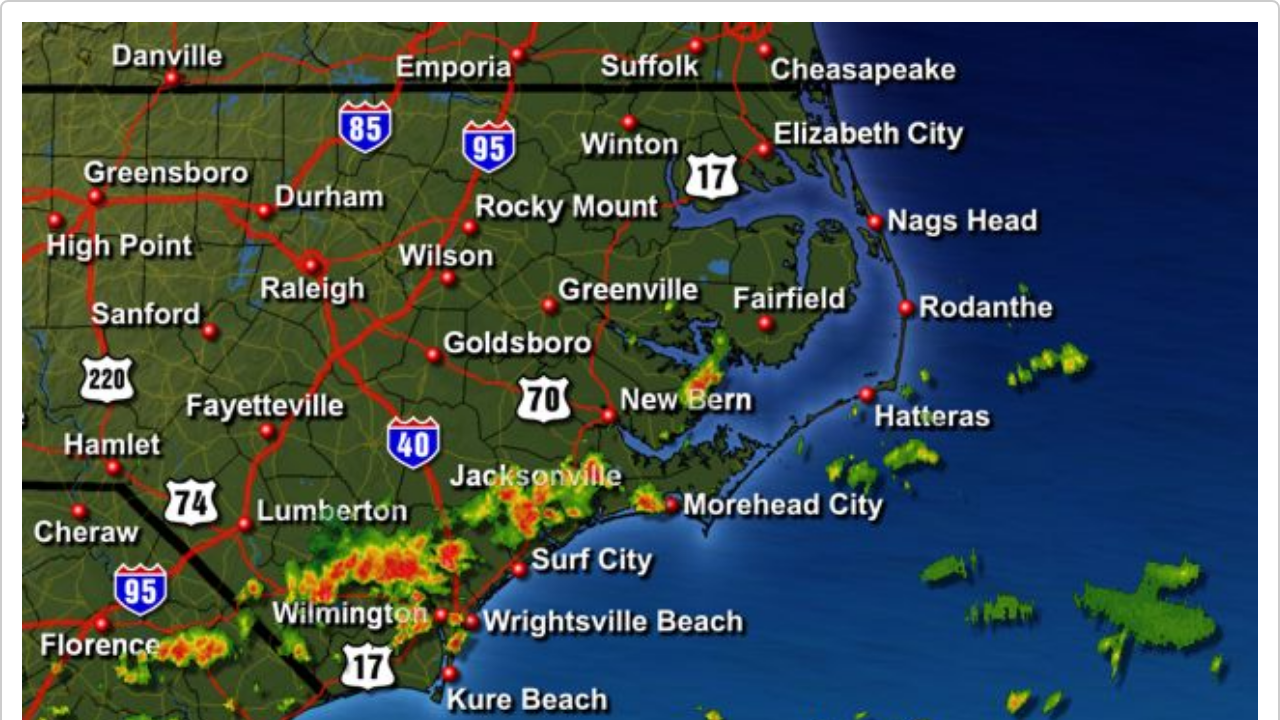 Danville
Emporia
Suffolk
Cheasapeake
85
95
Winton
Elizabeth City
17
Greensboro
Durham
Rocky Mount
Nags Head
High Point
Wilson
Raleigh
Greenville
Fairfield
Rodanthe
Sanford
Goldsboro
220
70
New Bern
Fayetteville
Hatteras
40
Hamlet
Jacksonville
74
Morehead City
Lumberton
Cheraw
Surf City
95
Wilmington
Wrightsville Beach
Florence
17
Kure Beach